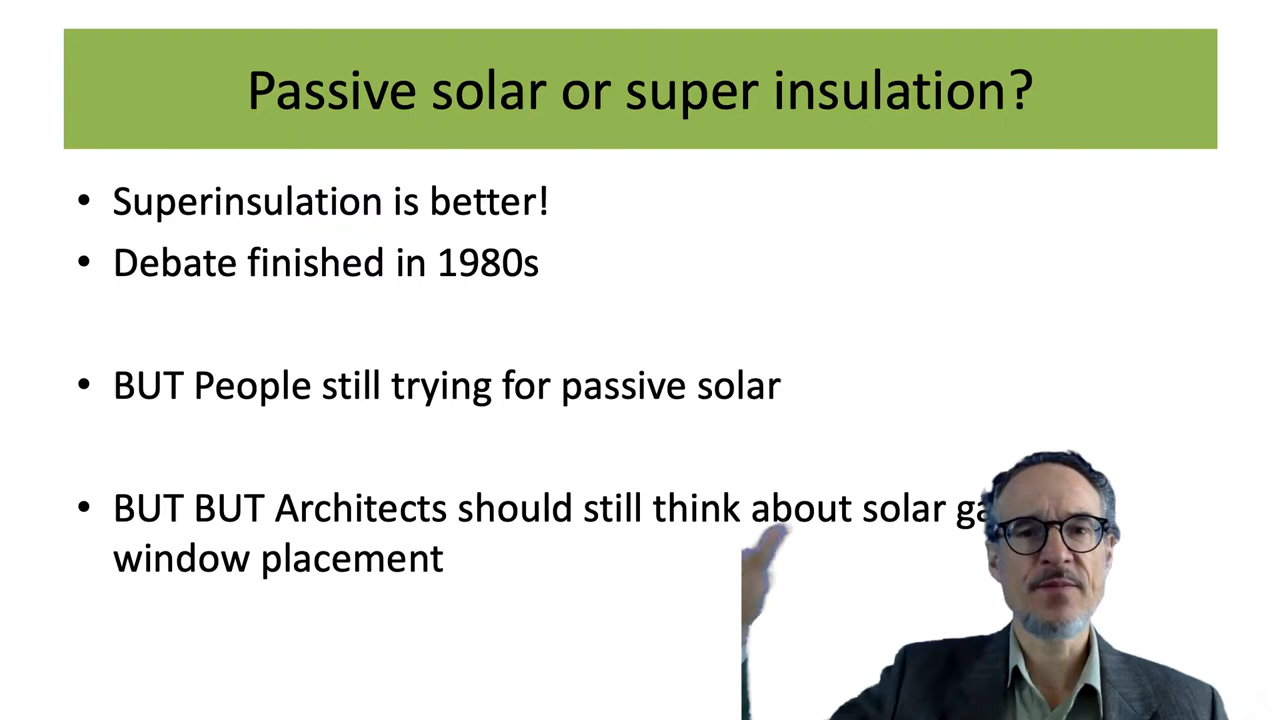 Passive solar or super insulation?
• Superinsulation is better!
• Debate finished in 1980s
• BUT People still trying for passive solar
• BUT BUT Architects should still think about solar
window placement